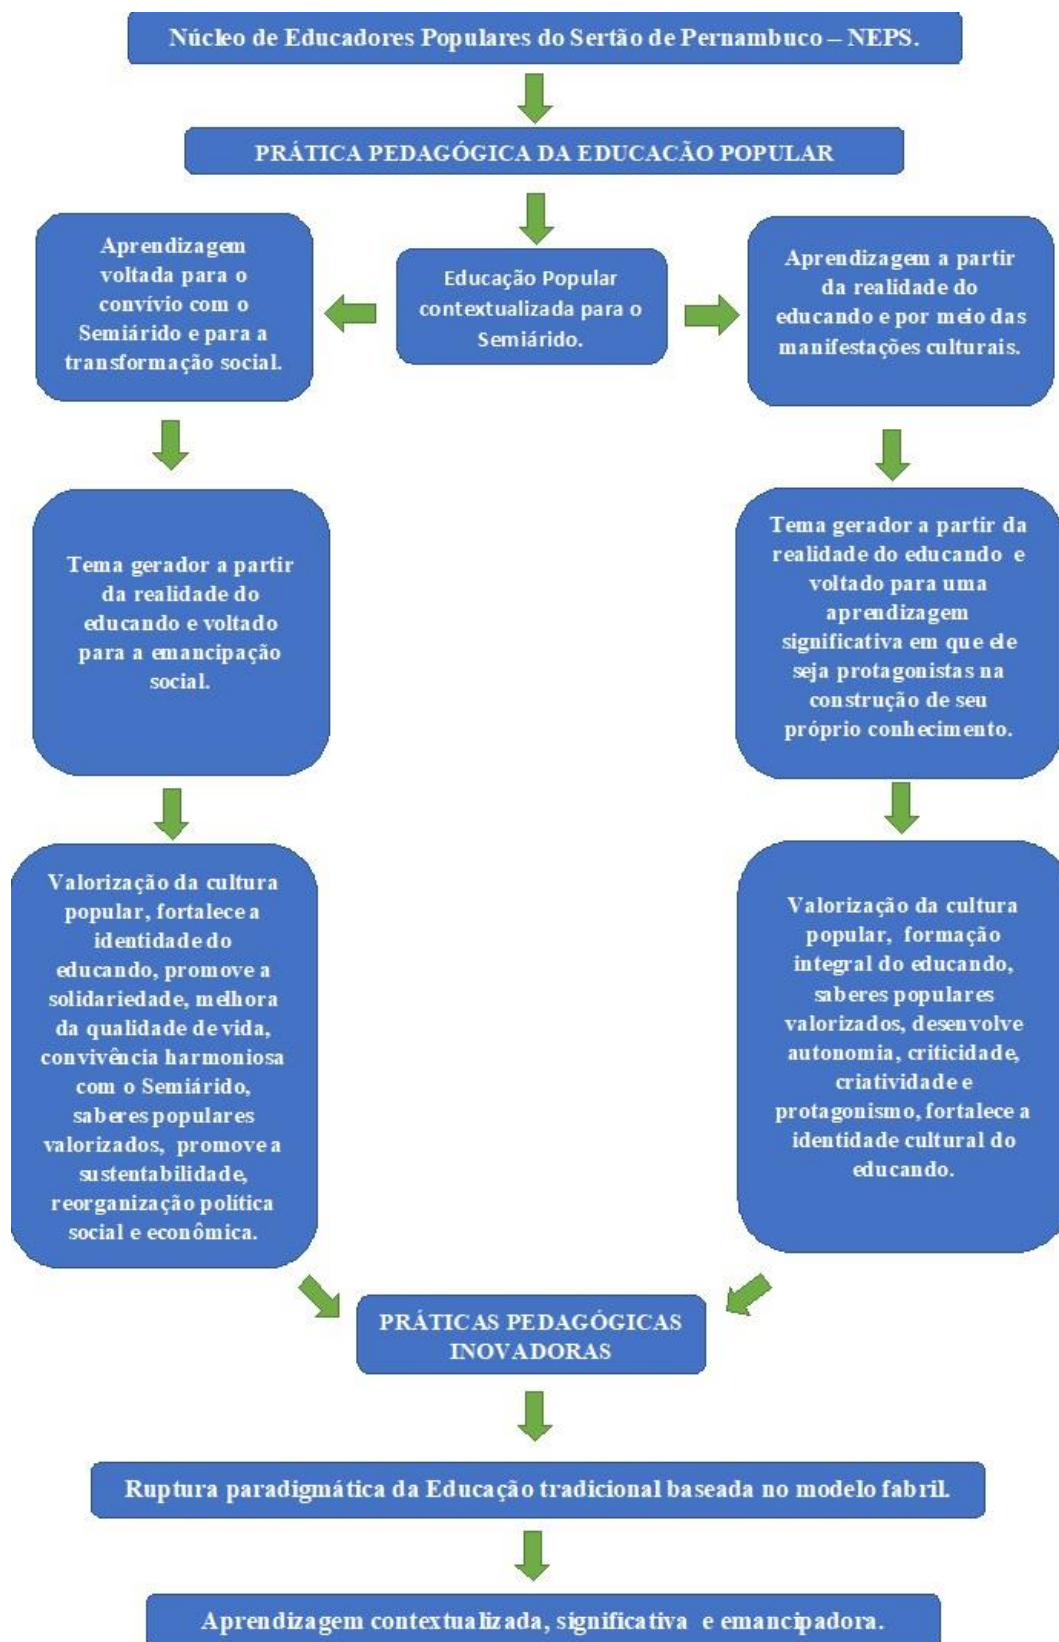 Núcleo de Educadores Populares do Sertão de Pernambuco – NEPS.
PRÁTICA PEDAGÓGICA DA EDUCACÃO POPULAR
Aprendizagem
voltada para o
convívio com o
Semiárido e para a
transformação social.
Educação Popular
contextualizada para o
Semiárido.
Aprendizagem a partir
da realidade do
educando e por meio das
manifestações culturais.
Tema gerador a partir
da realidade do
educando e voltado
para a emancipação
social.
Tema gerador a partir da
realidade do educando e
voltado para uma
aprendizagem
significativa em que ele
seja protagonistas na
construção de seu
próprio conhecimento.
Valorização da cultura
popular, fortalece a
identidade do
educando, promove a
solidariedade, melhora
da qualidade de vida,
convivência harmoniosa
com o Semiárido,
saberes populares
valorizados, promove a
sustentabilidade,
reorganização política
social e econômica.
Valorização da cultura
popular, formação
integral do educando,
saberes populares
valorizados, desenvolve
autonomia, criticidade,
criatividade e
protagonismo, fortalece a
identidade cultural do
educando.
PRÁTICAS PEDAGÓGICAS
INOVADORAS
Ruptura paradigmática da Educação tradicional baseada no modelo fabril.
Aprendizagem contextualizada, significativa e emancipadora.